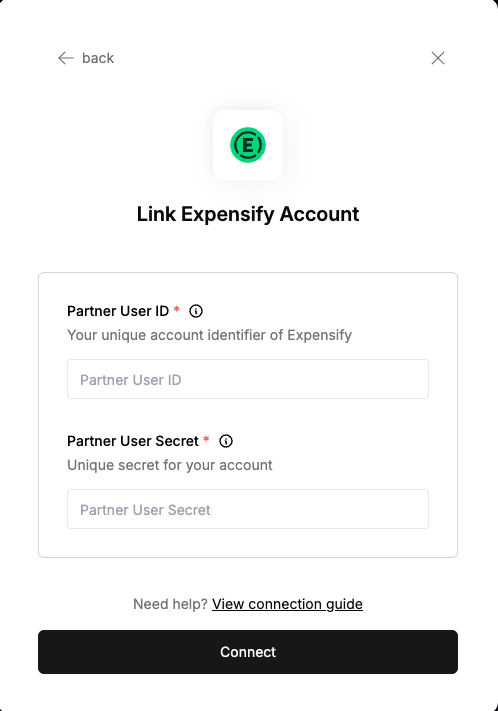 back
E
Link Expensify Account
Partner User ID *
Your unique account identifier of Expensify
Partner User ID
Partner User Secret *
Unique secret for your account
Partner User Secret
Need help? View connection guide
Connect